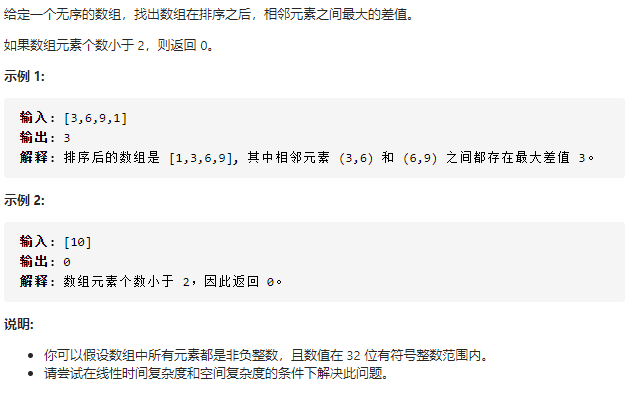 给定一个无序的数组，找出数组在排序之后，相邻元素之间最大的差值。
如果数组元素个数小于 2，则返回 0。
示例 1:
输入: [3,6,9,1]
输出: 3
解释: 排序后的数组是 [1,3,6,9], 其中相邻元素 (3,6) 和 (6,9) 之间都存在最大差值 3。
示例 2:
输入: [10]
输出: 0
解释: 数组元素个数小于 2，因此返回 0。
说明:
• 你可以假设数组中所有元素都是非负整数，且数值在 32 位有符号整数范围内。
• 请尝试在线性时间复杂度和空间复杂度的条件下解决此问题。